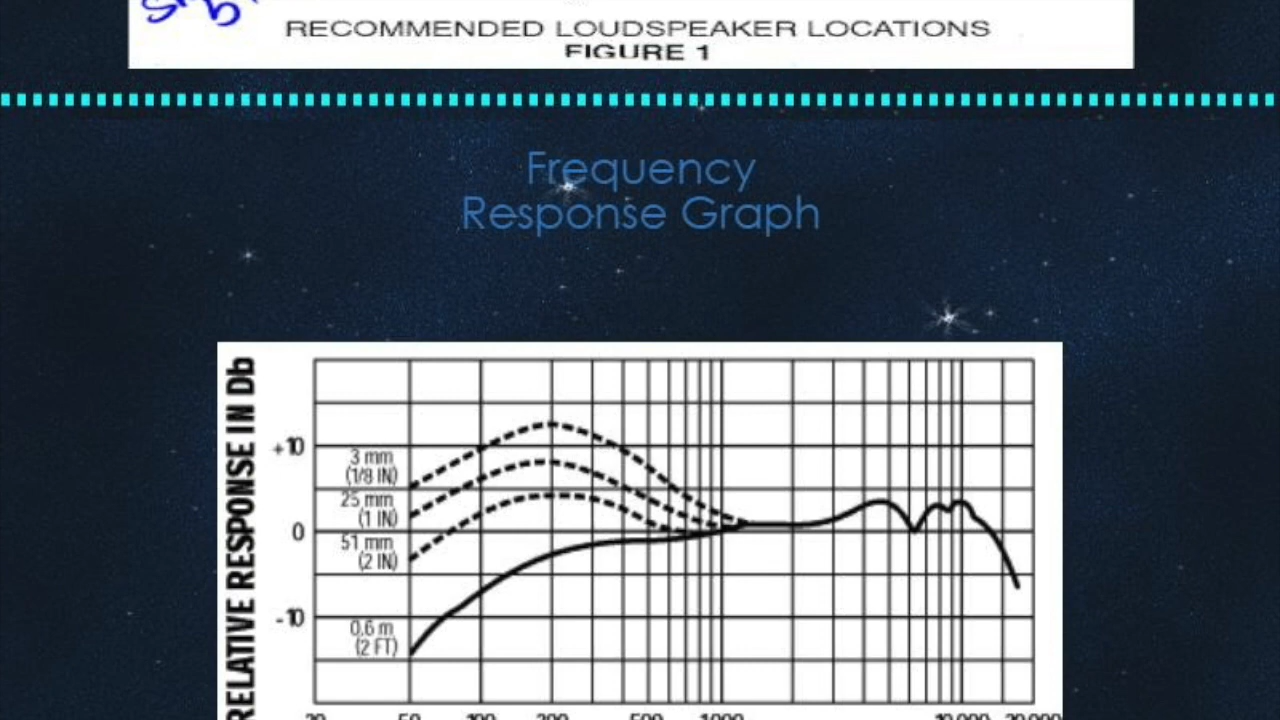 RECOMMENDED LOUDSPEAKER LOCATIONS
FIGURE 1
Frequency
Response Graph
RELATIVE RESPONSE IN Db
+10
3 mm
(1/8 IN)
25 mm
(1 IN)
0
51 mm
(2 IN)
-10
0.6 m
(2 FT)
20 50 100 200 500 1000 10,000 20,000